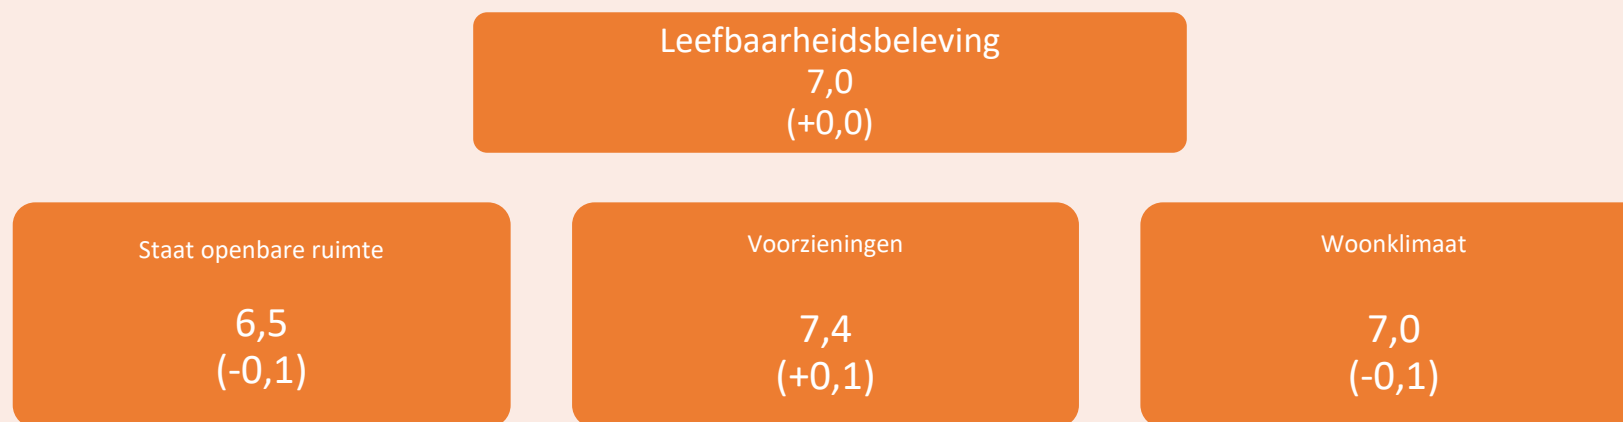 Leefbaarheidsbeleving
7,0
(+0,0)
Staat openbare ruimte
6,5
(-0,1)
Voorzieningen
7,4
(+0,1)
Woonklimaat
7,0
(-0,1)